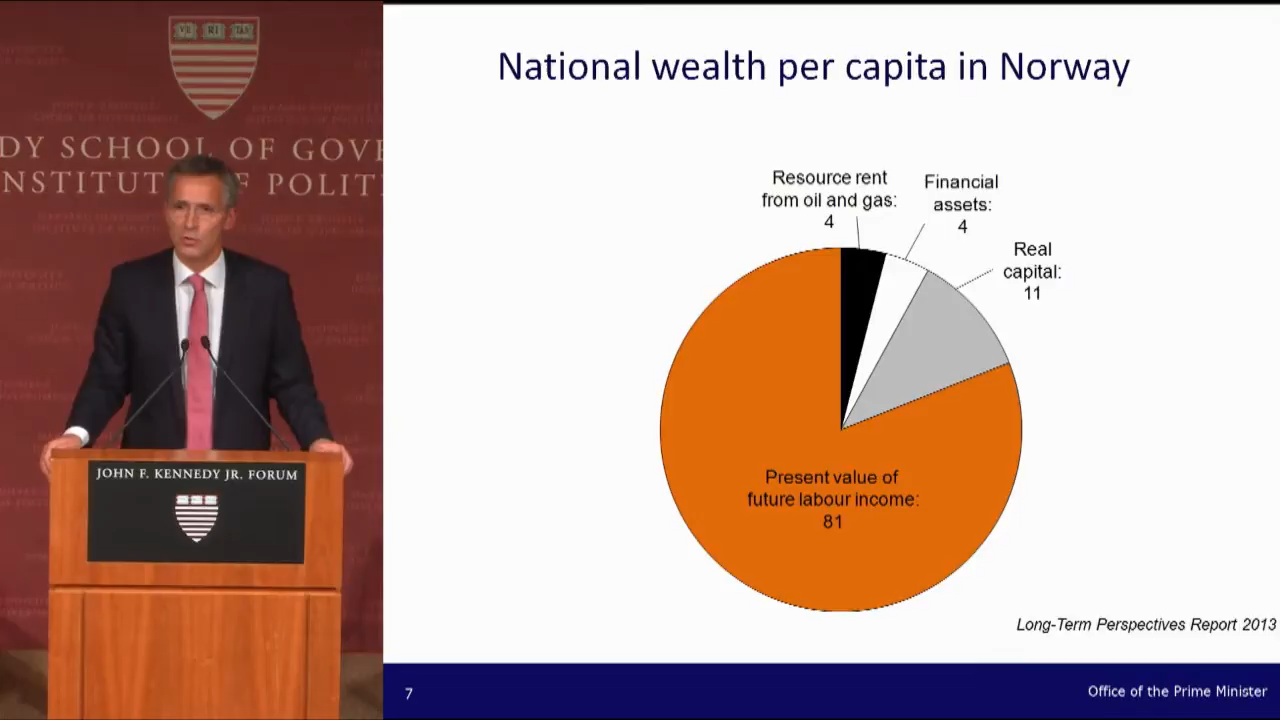 DY SCHOOL OF GOVE
NSTITUT F POLIT
JOHN F. KENNEDY JR. FORUM
National wealth per capita in Norway
Resource rent
from oil and gas:
4
Financial
assets:
4
Real
capital:
11
Present value of
future labour income:
81
Long-Term Perspectives Report 2013
7
Office of the Prime Minister